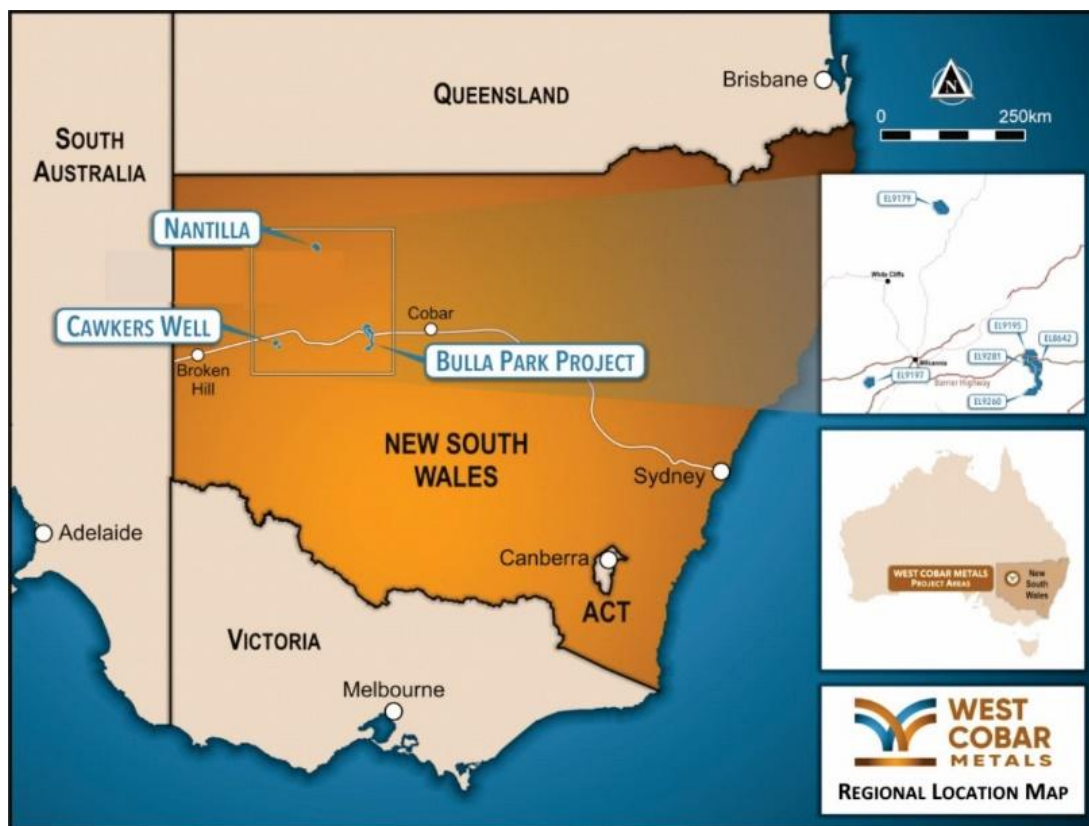 QUEENSLAND
Brisbane
N
0 250km
SOUTH
AUSTRALIA
NANTILLA
CAWKERS WELL
Cobar
BULLA PARK PROJECT
Broken
Hill
NEW SOUTH
WALES
Sydney
Adelaide
Canberra
ACT
VICTORIA
Melbourne
EL9179
White Cliffs
EL9195
EL8642
EL9281
Wilcannia
EL9197
Barrier Highway
EL9260
WEST COBAR METALS
PROJECT AREAS
New
South
Wales
WEST
COBAR
METALS
REGIONAL LOCATION MAP